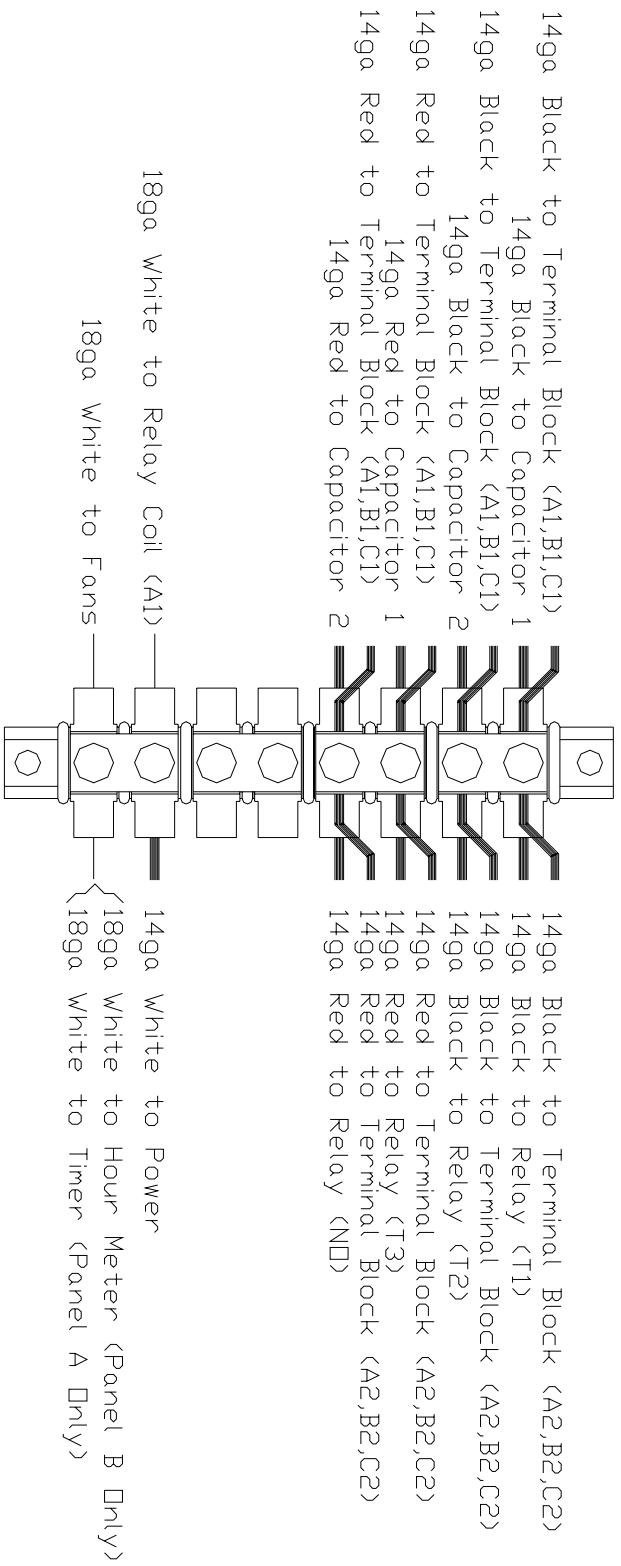 14ga Black to Terminal Block (A1,B1,C1)
14ga Black to Capacitor 1
14ga Black to Terminal Block (A1,B1,C1)
14ga Black to Capacitor 2
14ga Red to Terminal Block (A1,B1,C1)
14ga Red to Capacitor 1
14ga Red to Terminal Block (A1,B1,C1)
14ga Red to Capacitor 2
18ga White to Relay Coil (A1)
18ga White to Fans
14ga Black to Terminal Block (A2,B2,C2)
14ga Black to Relay (T1)
14ga Black to Terminal Block (A2,B2,C2)
14ga Black to Relay (T2)
14ga Red to Terminal Block (A2,B2,C2)
14ga Red to Relay (T3)
14ga Red to Terminal Block (A2,B2,C2)
14ga Red to Relay (NO)
14ga White to Power
18ga White to Hour Meter (Panel B Only)
18ga White to Timer (Panel A Only)